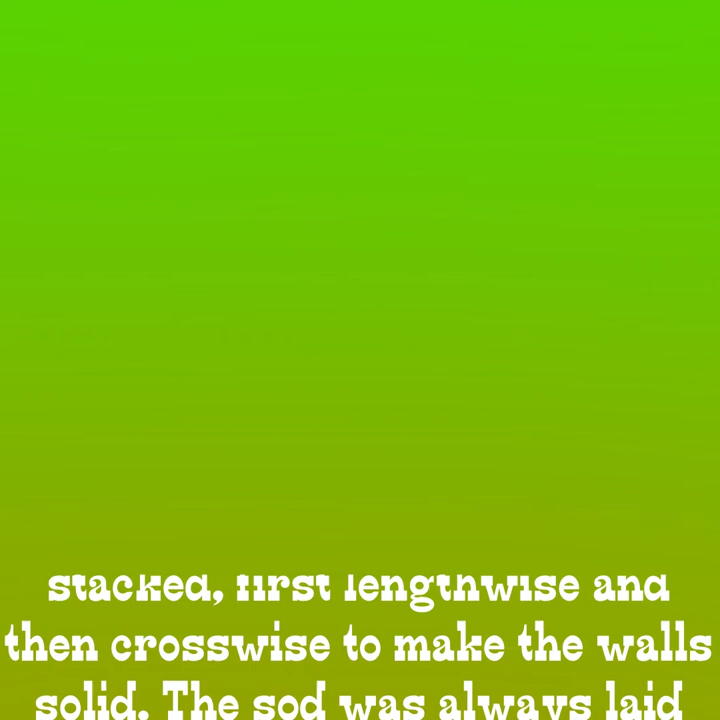 stacked, first lengthwise and
then crosswise to make the walls
solid. The sod was always laid